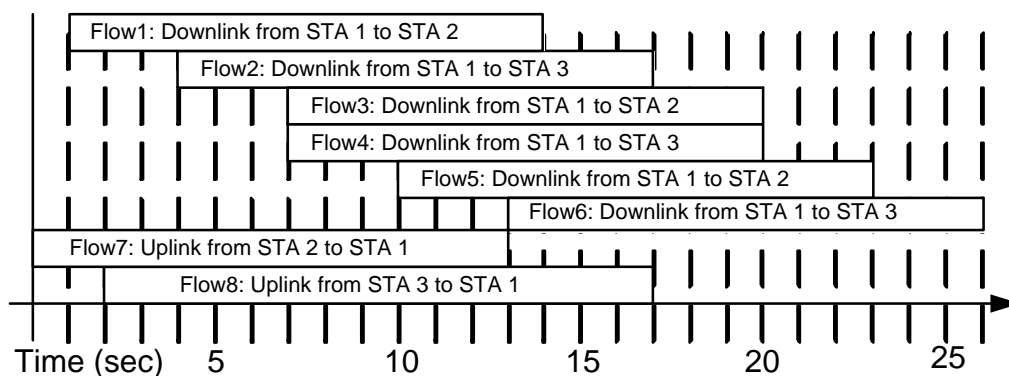 Flow1: Downlink from STA 1 to STA 2
Flow2: Downlink from STA 1 to STA 3
Flow3: Downlink from STA 1 to STA 2
Flow4: Downlink from STA 1 to STA 3
Flow5: Downlink from STA 1 to STA 2
Flow6: Downlink from STA 1 to STA 3
Flow7: Uplink from STA 2 to STA 1
Flow8: Uplink from STA 3 to STA 1
Time (sec) 5 10 15 20 25